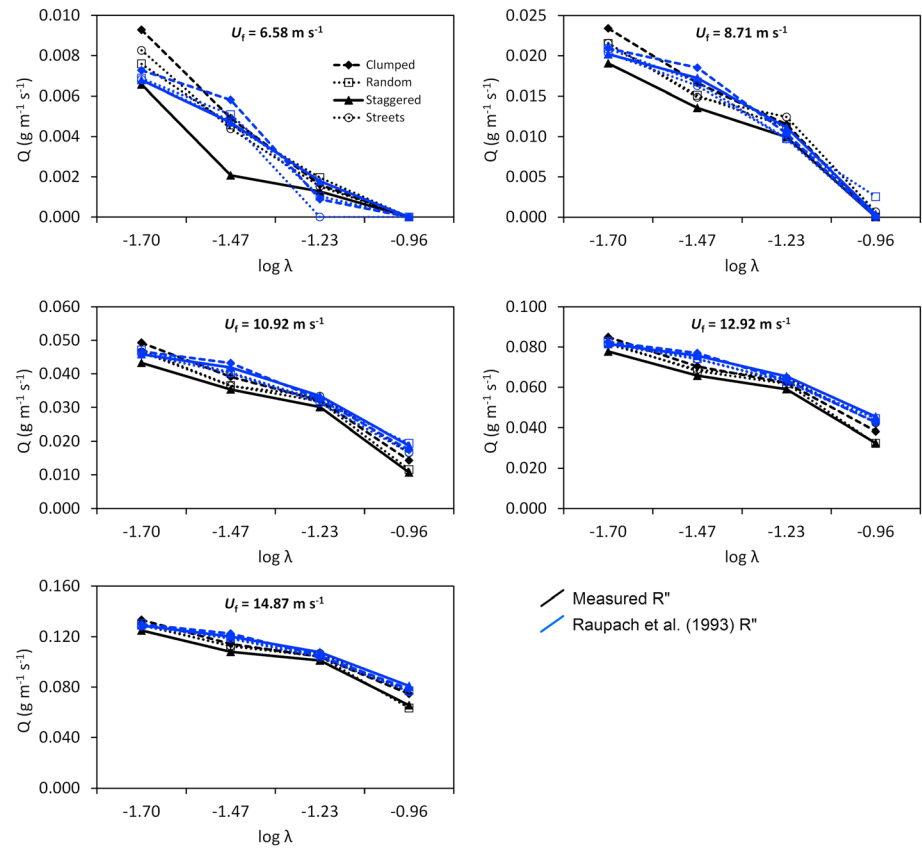 U_f = 6.58 m s⁻¹
Q (g m⁻¹ s⁻¹)
0.010
0.008
0.006
0.004
0.002
0.000
Clumped
Random
Staggered
Streets
-1.70 -1.47 -1.23 -0.96
log λ
U_f = 8.71 m s⁻¹
Q (g m⁻¹ s⁻¹)
0.025
0.020
0.015
0.010
0.005
0.000
-1.70 -1.47 -1.23 -0.96
log λ
U_f = 10.92 m s⁻¹
Q (g m⁻¹ s⁻¹)
0.060
0.050
0.040
0.030
0.020
0.010
0.000
-1.70 -1.47 -1.23 -0.96
log λ
U_f = 12.92 m s⁻¹
Q (g m⁻¹ s⁻¹)
0.100
0.080
0.060
0.040
0.020
0.000
-1.70 -1.47 -1.23 -0.96
log λ
U_f = 14.87 m s⁻¹
Q (g m⁻¹ s⁻¹)
0.160
0.120
0.080
0.040
0.000
-1.70 -1.47 -1.23 -0.96
log λ
Measured R"
Raupach et al. (1993) R"